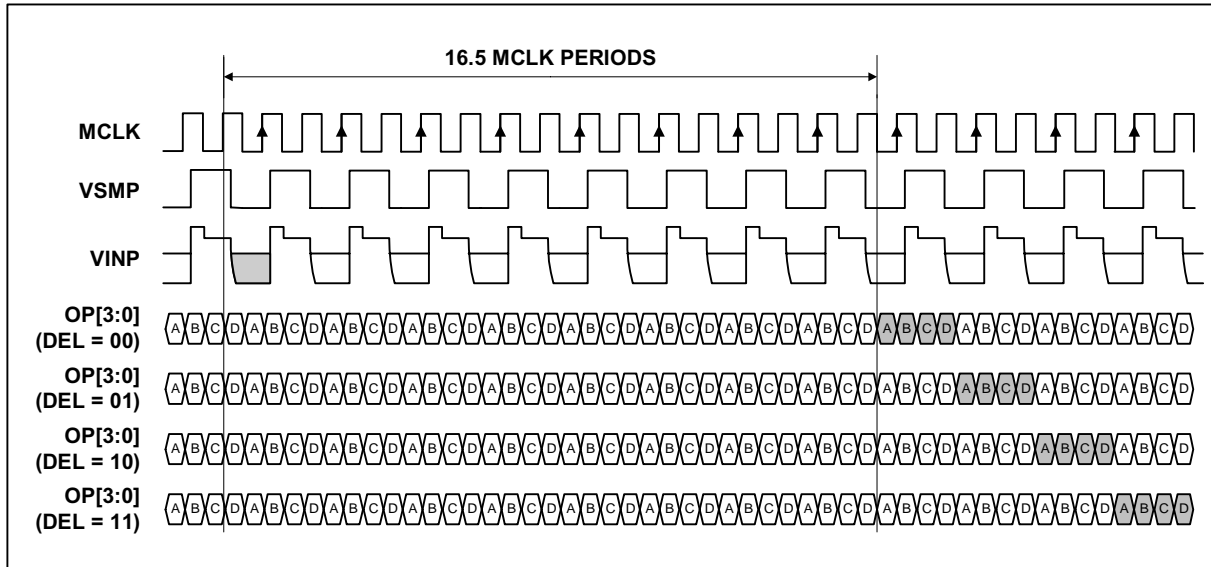 16.5 MCLK PERIODS
MCLK
VSMP
VINP
OP[3:0]
(DEL = 00)
A B C D A B C D A B C D A B C D A B C D A B C D A B C D A B C D A B C D A B C D A B C D A B C D A B C D
OP[3:0]
(DEL = 01)
A B C D A B C D A B C D A B C D A B C D A B C D A B C D A B C D A B C D A B C D A B C D A B C D A B C D
OP[3:0]
(DEL = 10)
A B C D A B C D A B C D A B C D A B C D A B C D A B C D A B C D A B C D A B C D A B C D A B C D A B C D
OP[3:0]
(DEL = 11)
A B C D A B C D A B C D A B C D A B C D A B C D A B C D A B C D A B C D A B C D A B C D A B C D A B C D